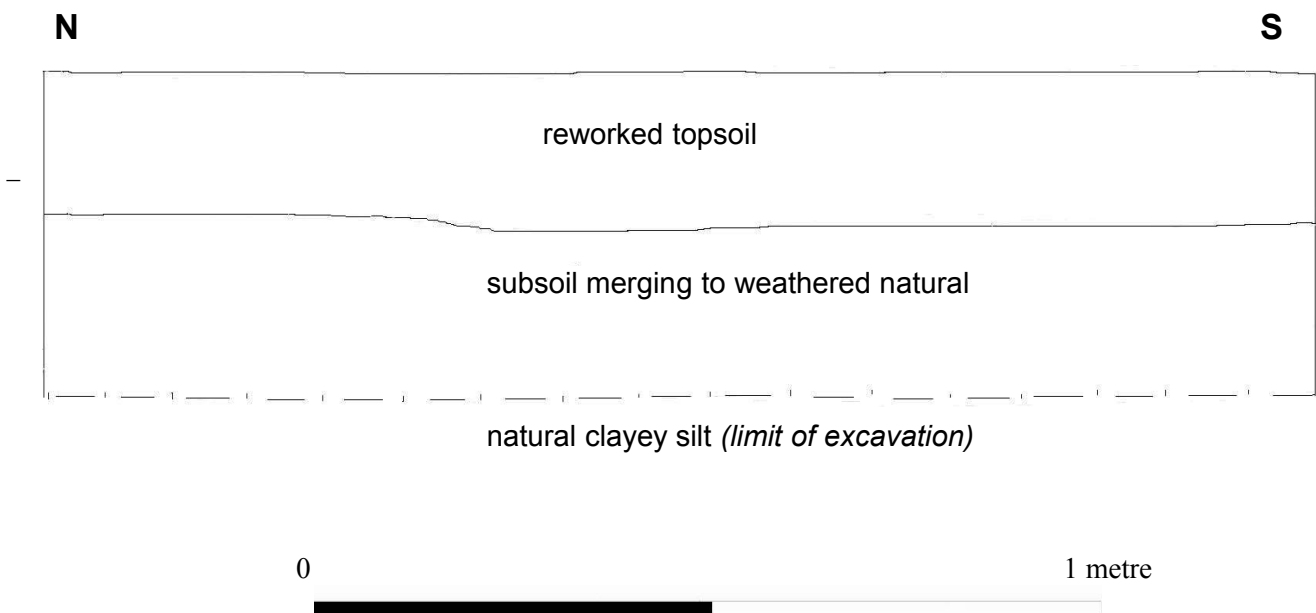 N S
reworked topsoil
subsoil merging to weathered natural
natural clayey silt (limit of excavation)
0 1 metre